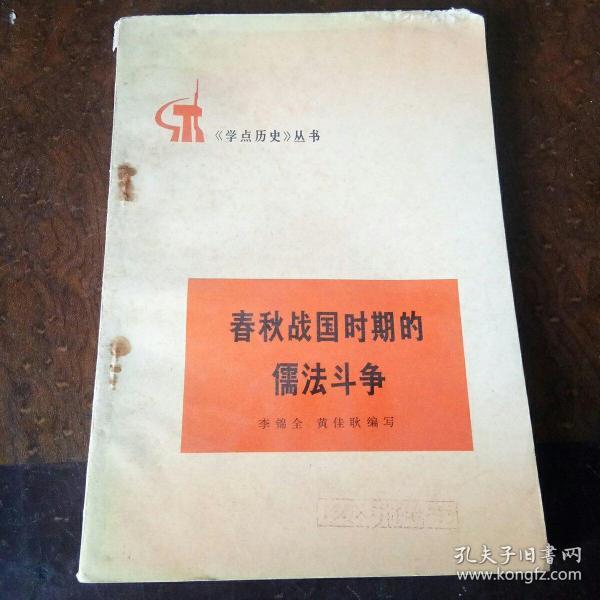 《学点历史》丛书
春秋战国时期的
儒法斗争
李锦全 黄佳耿编写
孔夫子旧书网
www.kongfz.com